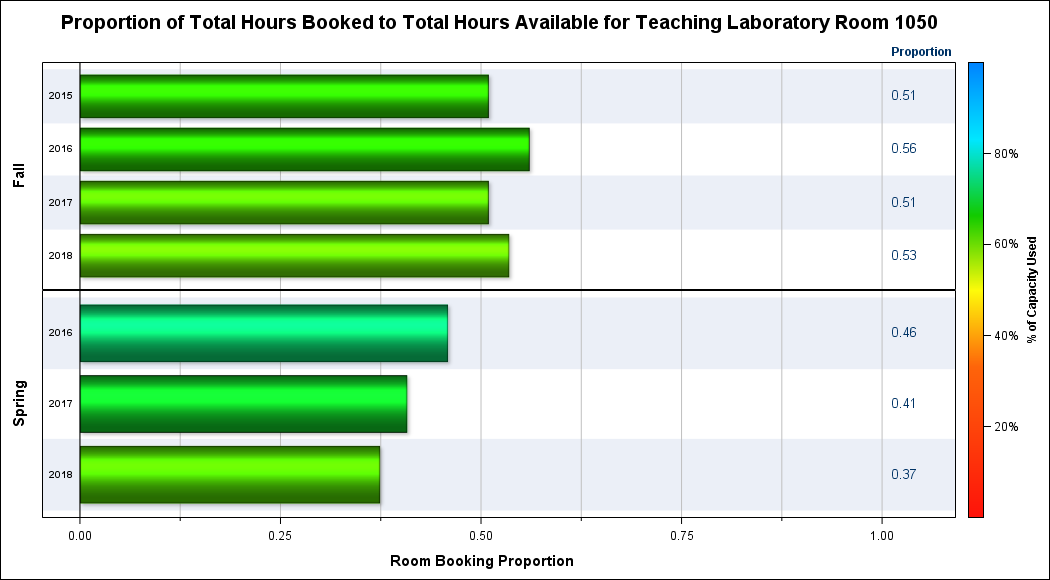 Proportion of Total Hours Booked to Total Hours Available for Teaching Laboratory Room 1050
Proportion
Fall
2015 0.51
2016 0.56
2017 0.51
2018 0.53
Spring
2016 0.46
2017 0.41
2018 0.37
0.00 0.25 0.50 0.75 1.00
Room Booking Proportion
80%
60%
40%
20%
% of Capacity Used